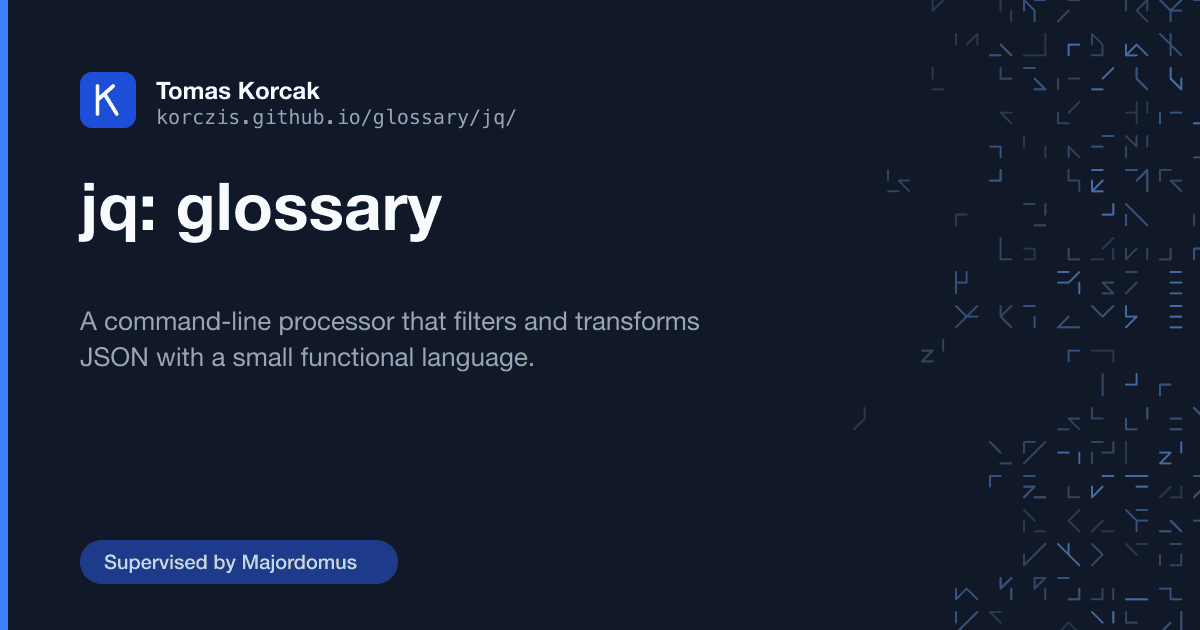 K
Tomas Korcak
korczis.github.io/glossary/jq/
jq: glossary
A command-line processor that filters and transforms
JSON with a small functional language.
Supervised by Majordomus